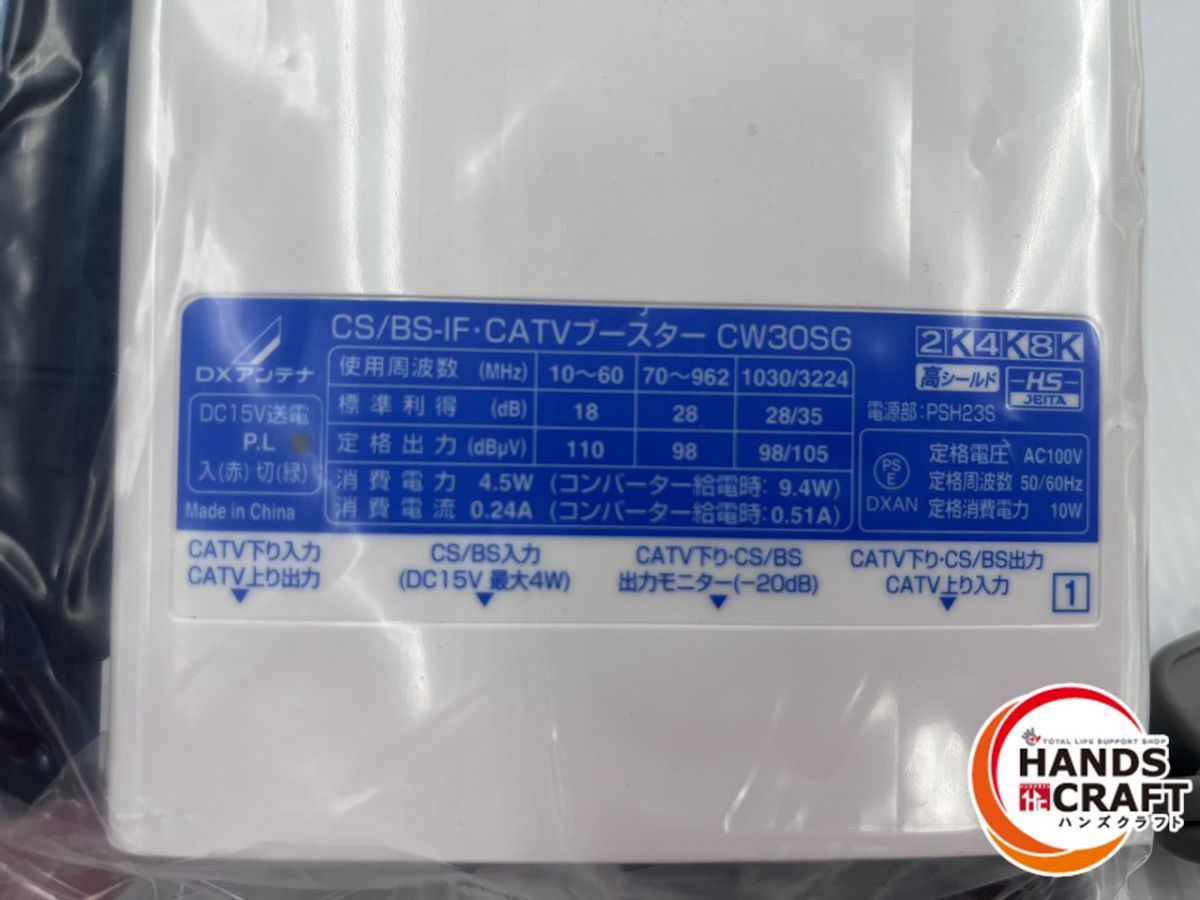 CS/BS-IF・CATVブースター CW30SG
2K4K8K
高シールド
HS
JEITA
DXアンテナ
使用周波数 (MHz) 10〜60 70〜962 1030/3224
標準利得 (dB) 18 28 28/35
定格出力 (dBμV) 110 98 98/105
消費電力 4.5W (コンバーター給電時: 9.4W)
消費電流 0.24A (コンバーター給電時: 0.51A)
DC15V送電
P.L
入(赤) 切(緑)
Made in China
電源部:PSH23S
PS
E
DXAN
定格電圧 AC100V
定格周波数 50/60Hz
定格消費電力 10W
CATV下り入力
CATV上り出力
CS/BS入力
(DC15V 最大4W)
CATV下り・CS/BS
出力モニター(−20dB)
CATV下り・CS/BS出力
CATV上り入力
1
TOTAL LIFE SUPPORT SHOP
HANDS
CRAFT
ハンズクラフト